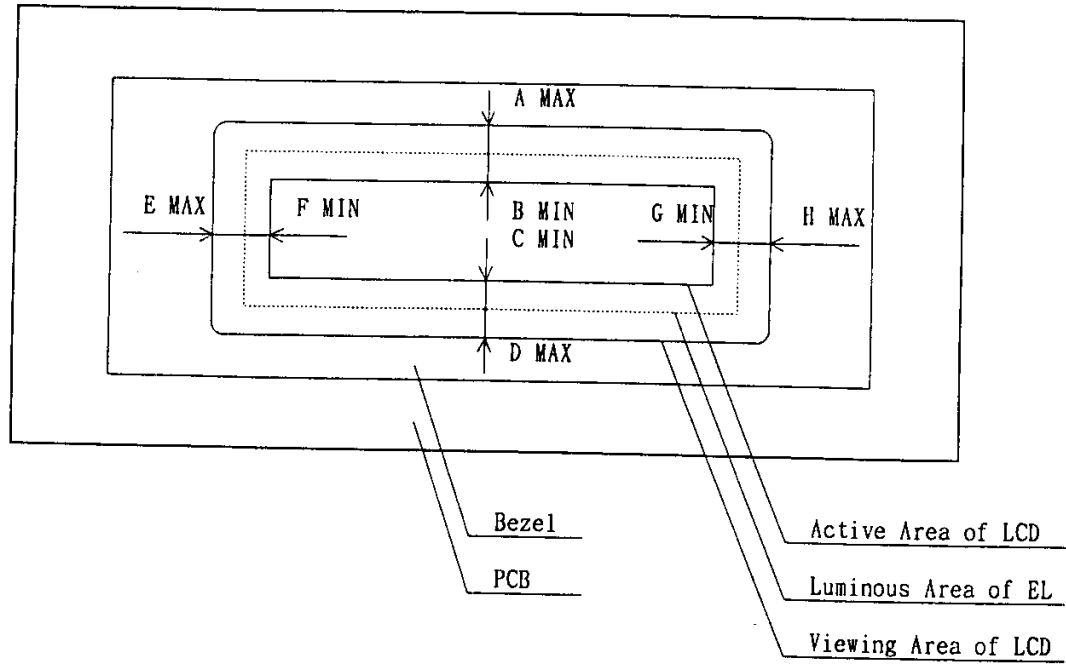 A MAX
E MAX
F MIN
B MIN
G MIN
H MAX
C MIN
D MAX
Bezel
Active Area of LCD
PCB
Luminous Area of EL
Viewing Area of LCD